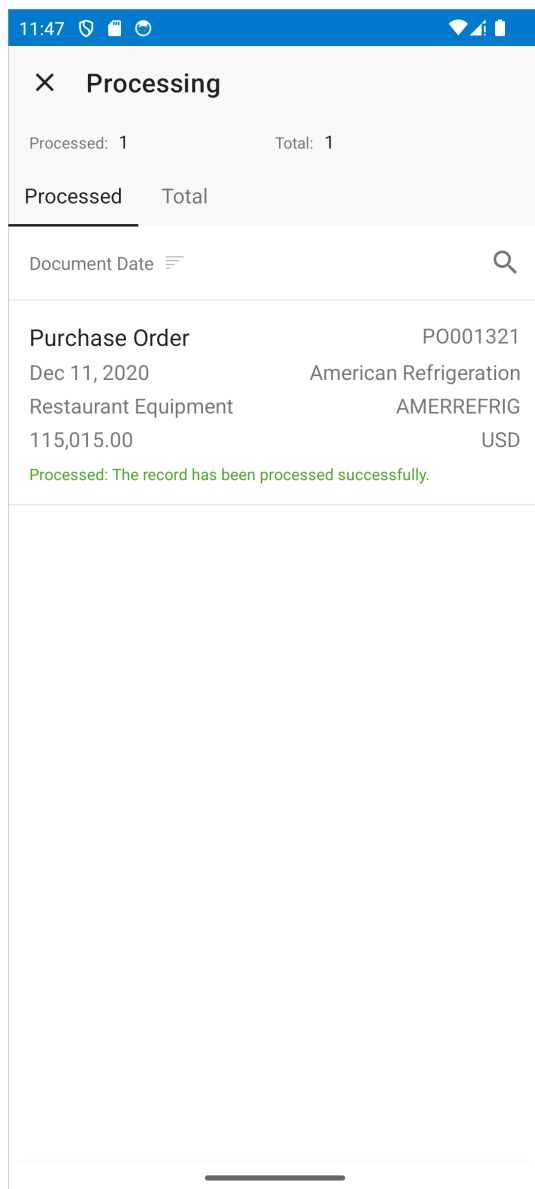 11:47
Processing
Processed: 1 Total: 1
Processed Total
Document Date
Purchase Order PO001321
Dec 11, 2020 American Refrigeration
Restaurant Equipment AMERREFRIG
115,015.00 USD
Processed: The record has been processed successfully.